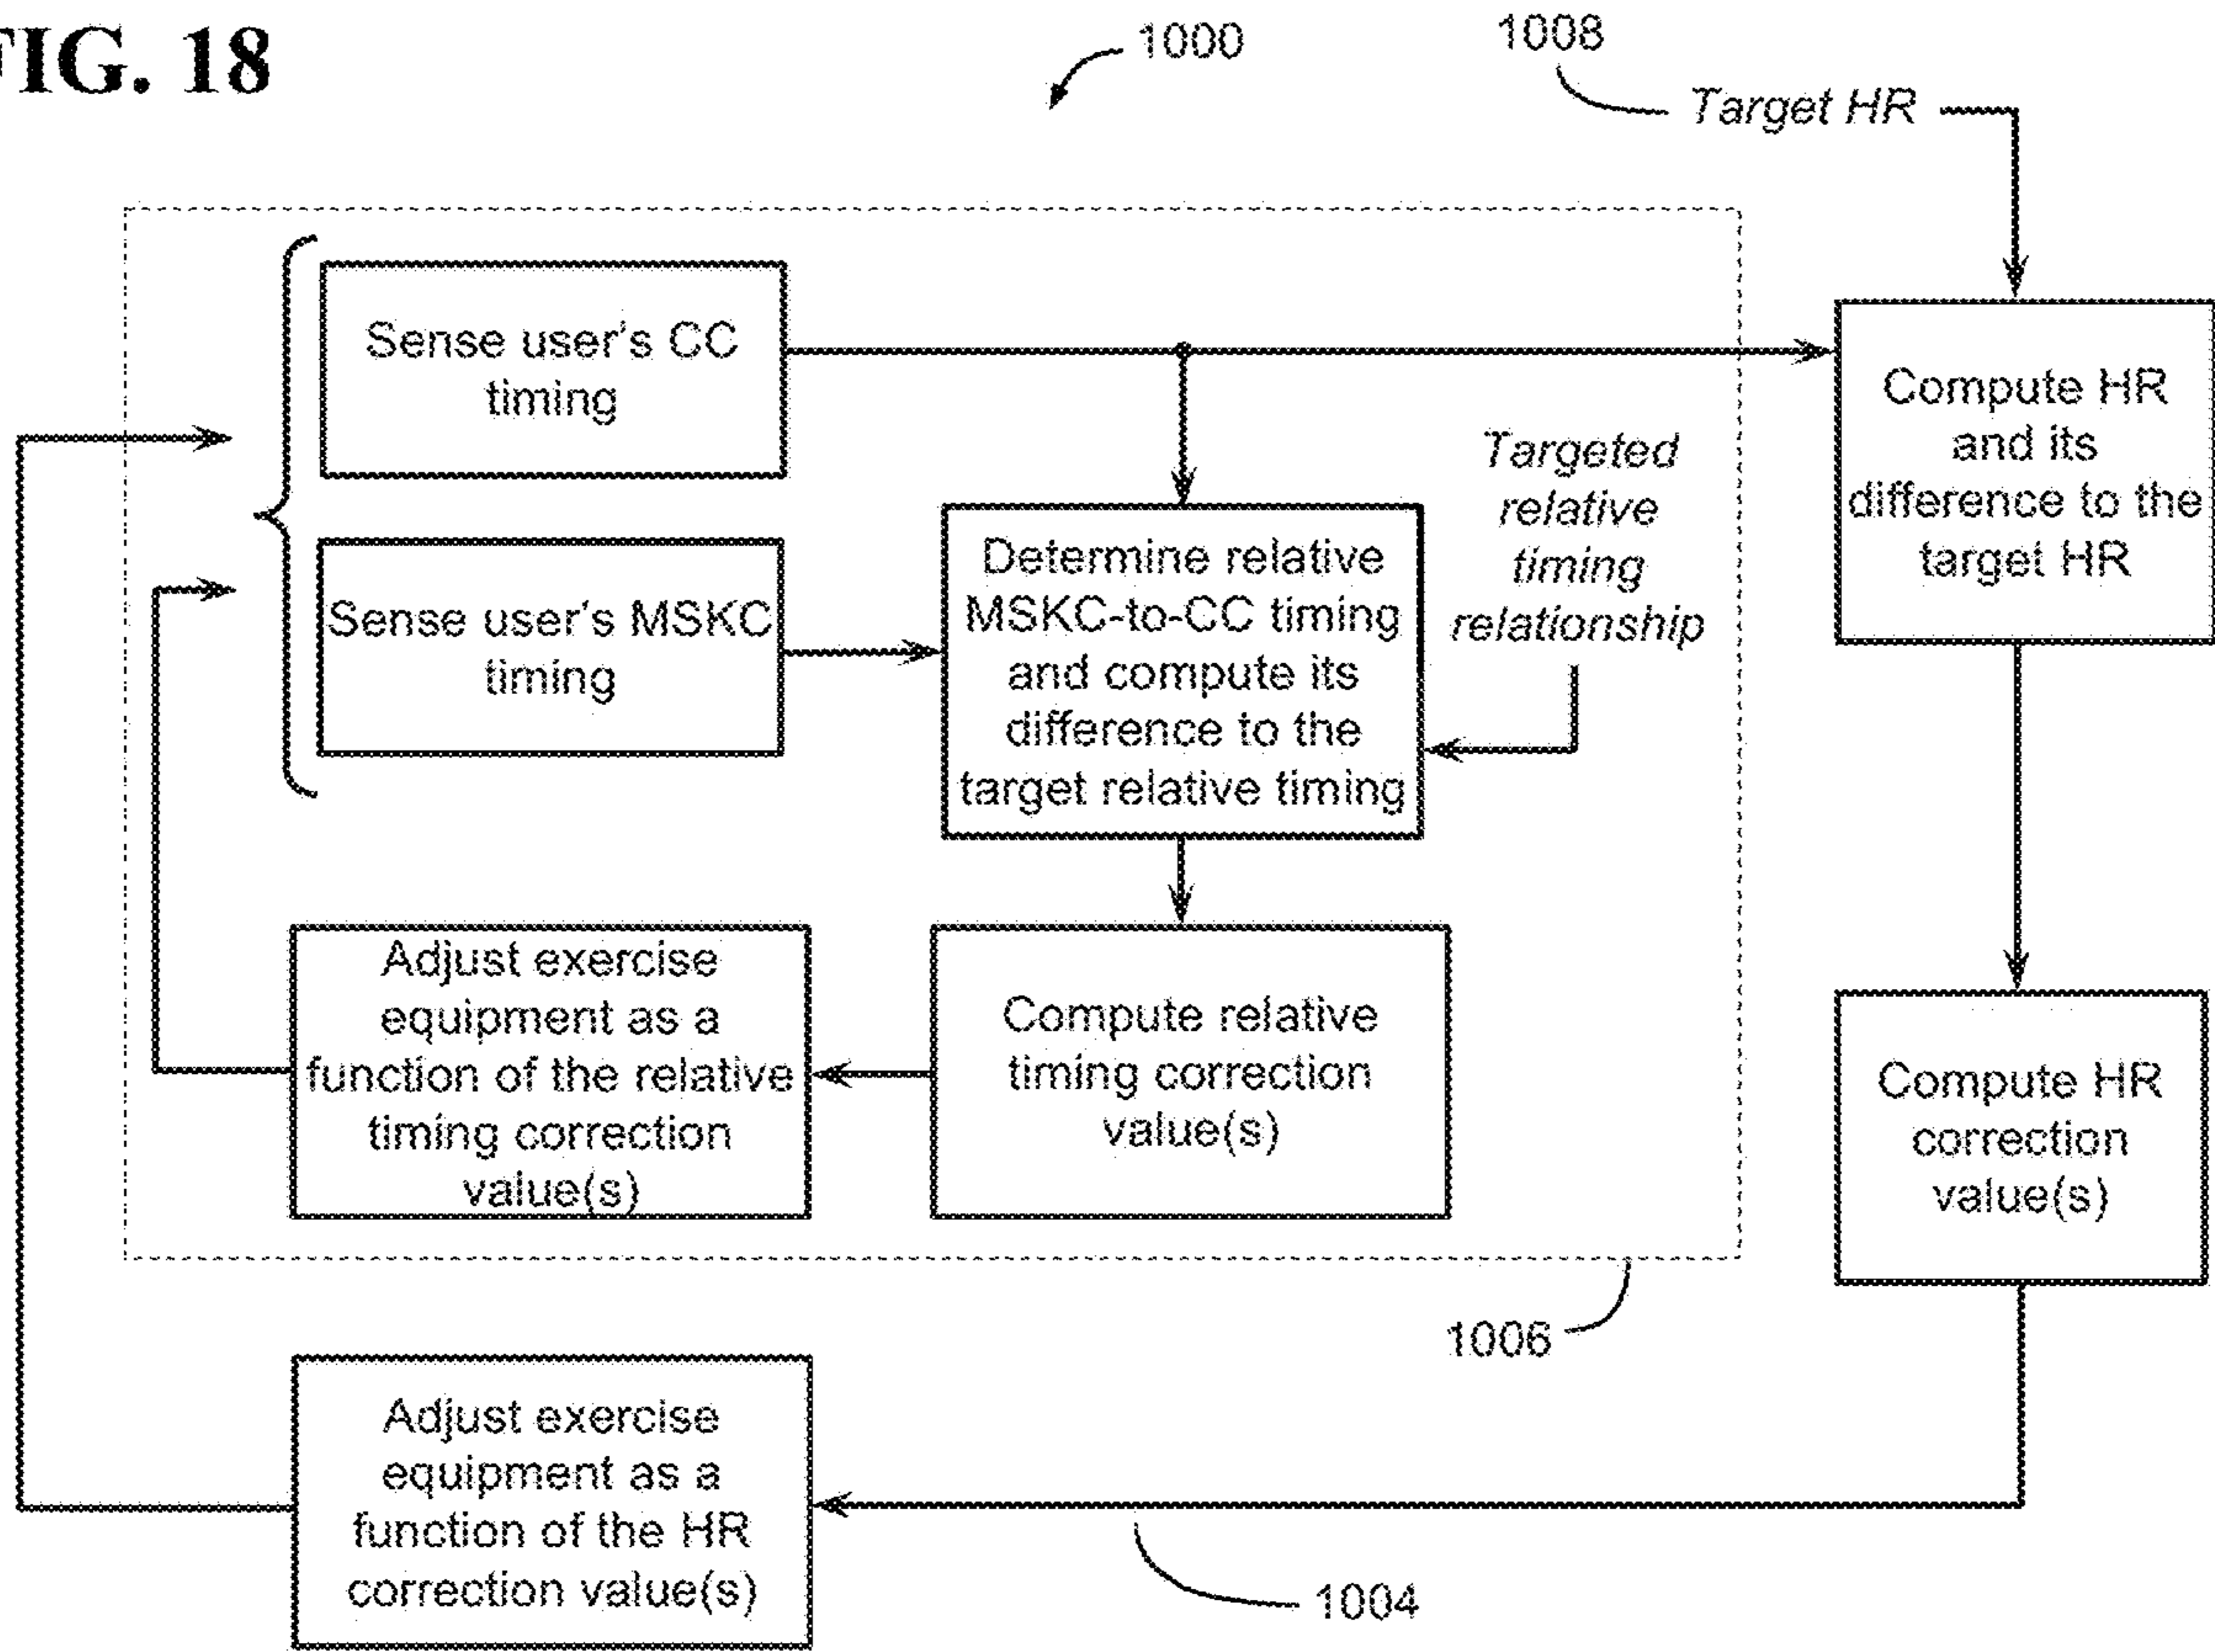 FIG. 18
1000
1008
Target HR
Sense user's CC
timing
Compute HR
and its
difference to the
target HR
Targeted
relative
timing
relationship
Sense user's MSKC
timing
Determine relative
MSKC-to-CC timing
and compute its
difference to the
target relative timing
Adjust exercise
equipment as a
function of the relative
timing correction
value(s)
Compute relative
timing correction
value(s)
Compute HR
correction
value(s)
1006
Adjust exercise
equipment as a
function of the HR
correction value(s)
1004